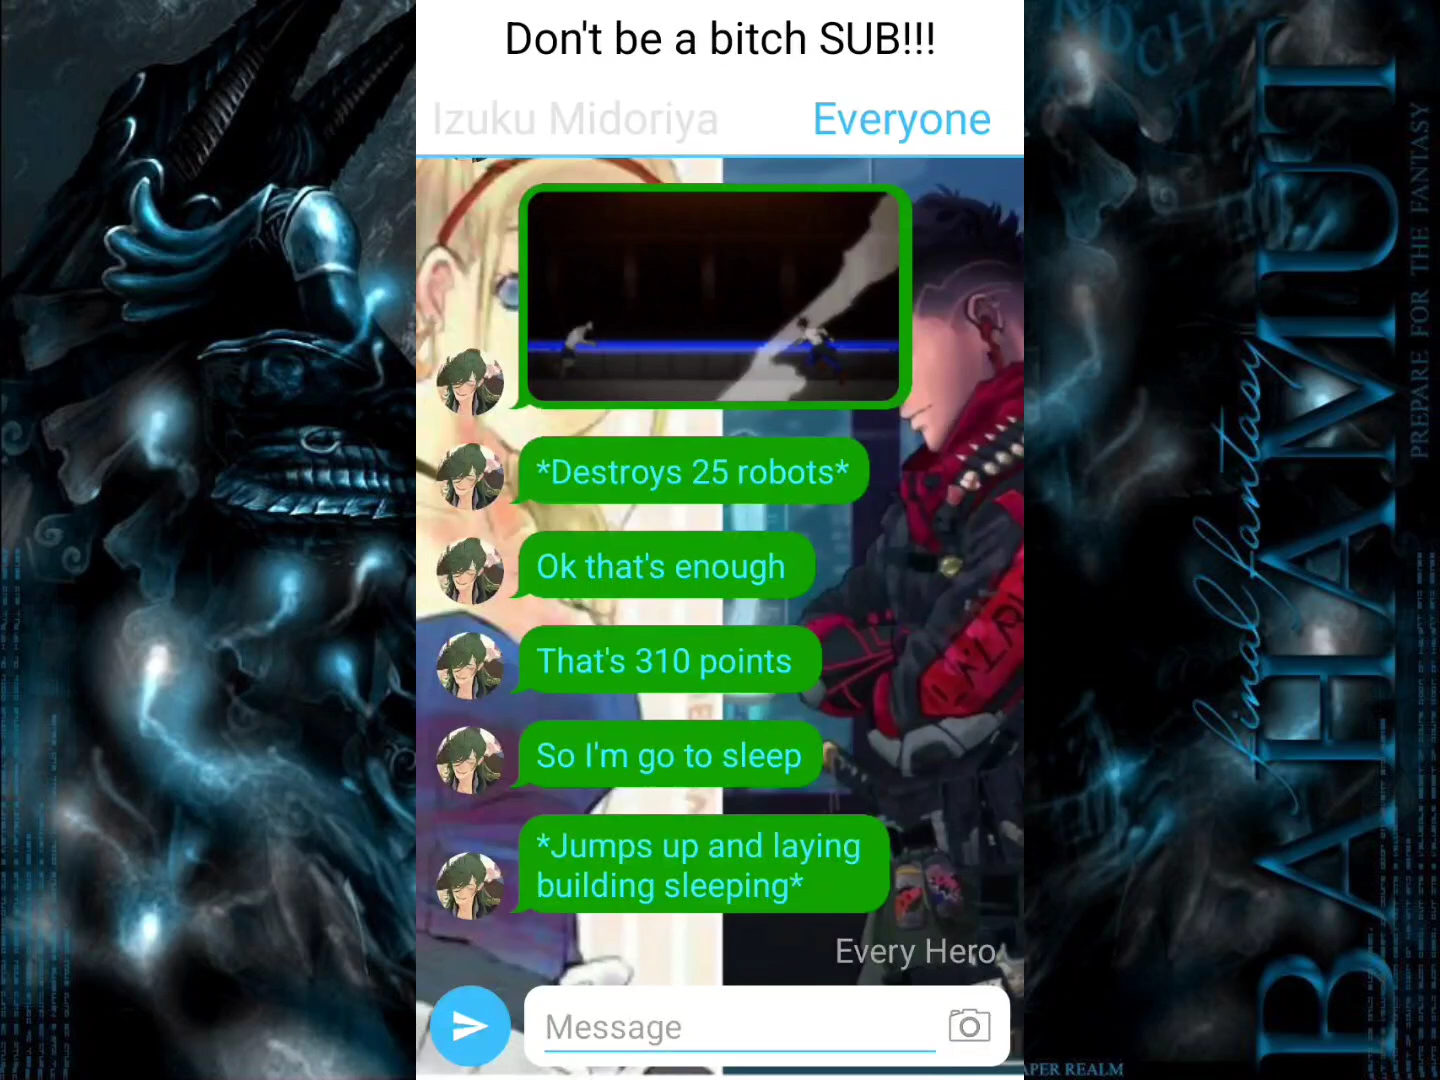 Don't be a bitch SUB!!!
Izuku Midoriya
Everyone
*Destroys 25 robots*
Ok that's enough
That's 310 points
So I'm go to sleep
*Jumps up and laying
building sleeping*
Every Hero
Message
final fantasy
BAHAMUT
PREPARE FOR THE FANTASY
APER REALM